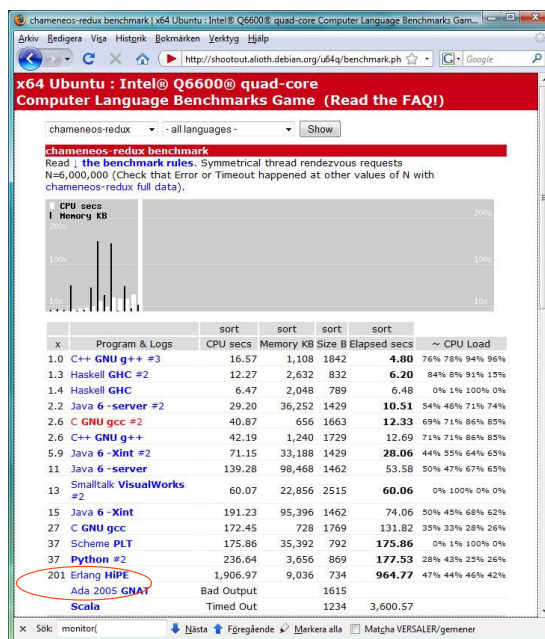 chameneos-redux benchmark | x64 Ubuntu : Intel® Q6600® quad-core Computer Language Benchmarks Gam...
Arkiv Redigera Visa Historik Bokmärken Verktyg Hjälp
http://shootout.alioth.debian.org/u64q/benchmark.ph
Google
x64 Ubuntu : Intel® Q6600® quad-core
Computer Language Benchmarks Game (Read the FAQ!)
chameneos-redux - all languages - Show
chameneos-redux benchmark
Read ↓ the benchmark rules. Symmetrical thread rendezvous requests
N=6,000,000 (Check that Error or Timeout happened at other values of N with
chameneos-redux full data).
CPU secs
Memory KB
200x 200x
100x 100x
10x 10x
sort sort sort sort
x Program & Logs CPU secs Memory KB Size B Elapsed secs ~ CPU Load
1.0 C++ GNU g++ #3 16.57 1,108 1842 4.80 76% 78% 94% 96%
1.3 Haskell GHC #2 12.27 2,632 832 6.20 84% 8% 91% 15%
1.4 Haskell GHC 6.47 2,048 789 6.48 0% 1% 100% 0%
2.2 Java 6 -server #2 29.20 36,252 1429 10.51 54% 48% 71% 74%
2.6 C GNU gcc #2 40.87 656 1663 12.33 69% 71% 86% 85%
2.6 C++ GNU g++ 42.19 1,240 1729 12.69 71% 71% 86% 85%
5.9 Java 6 -Xint #2 71.15 33,188 1429 28.06 44% 55% 64% 65%
11 Java 6 -server 139.28 98,468 1462 53.58 50% 47% 67% 65%
13 Smalltalk VisualWorks #2 60.07 22,856 2515 60.06 0% 100% 0% 0%
15 Java 6 -Xint 191.23 95,396 1462 74.06 50% 45% 68% 62%
27 C GNU gcc 172.45 728 1769 131.82 35% 33% 28% 26%
37 Scheme PLT 175.86 35,392 792 175.86 0% 1% 100% 0%
37 Python #2 236.64 3,656 869 177.53 28% 43% 25% 26%
201 Erlang HiPE 1,906.97 9,036 734 964.77 47% 44% 46% 42%
Ada 2005 GNAT Bad Output 1615
Scala Timed Out 1234 3,600.57
Sök: monitor( Nästa Föregående Markera alla Matcha VERSALER/gemener